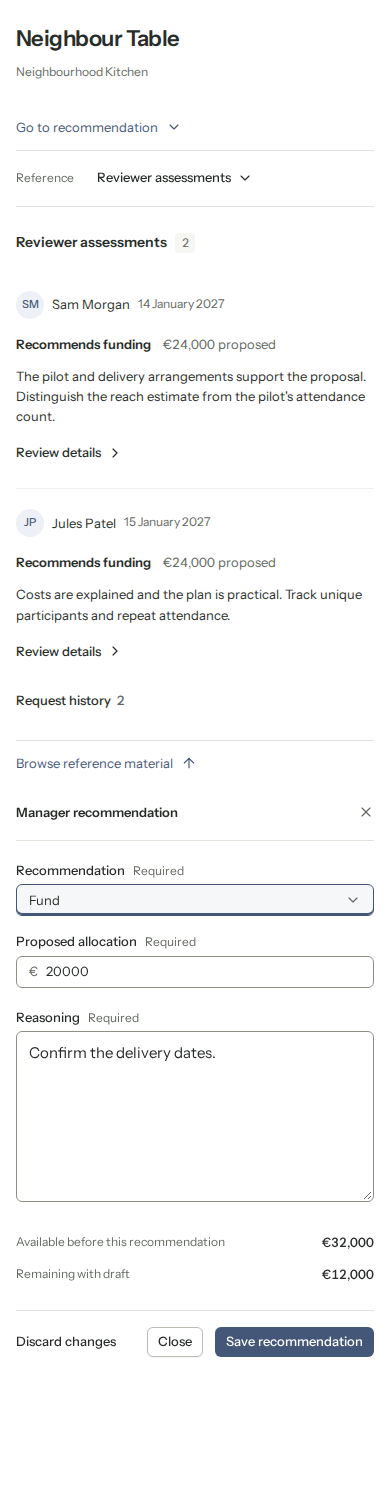 Neighbour Table
Neighbourhood Kitchen
Go to recommendation
Reference Reviewer assessments
Reviewer assessments 2
SM Sam Morgan 14 January 2027
Recommends funding €24,000 proposed
The pilot and delivery arrangements support the proposal.
Distinguish the reach estimate from the pilot's attendance
count.
Review details
JP Jules Patel 15 January 2027
Recommends funding €24,000 proposed
Costs are explained and the plan is practical. Track unique
participants and repeat attendance.
Review details
Request history 2
Browse reference material
Manager recommendation
Recommendation Required
Fund
Proposed allocation Required
€ 20000
Reasoning Required
Confirm the delivery dates.
Available before this recommendation €32,000
Remaining with draft €12,000
Discard changes Close Save recommendation